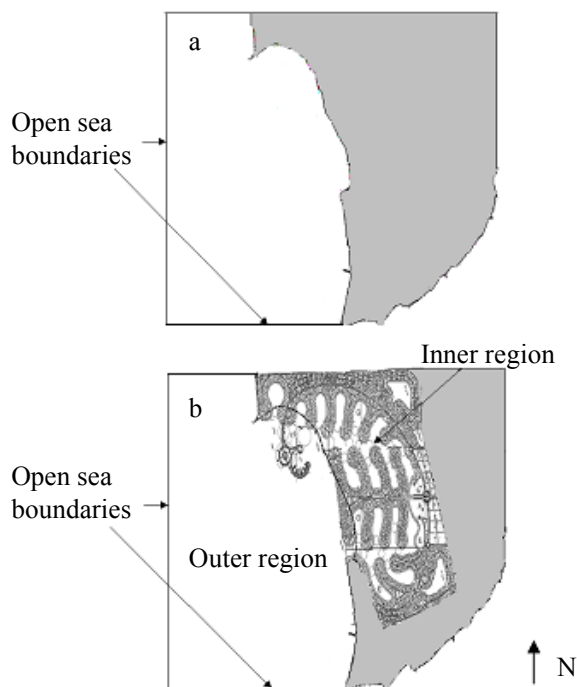 a
Open sea
boundaries
Inner region
b
Open sea
boundaries
Outer region
N